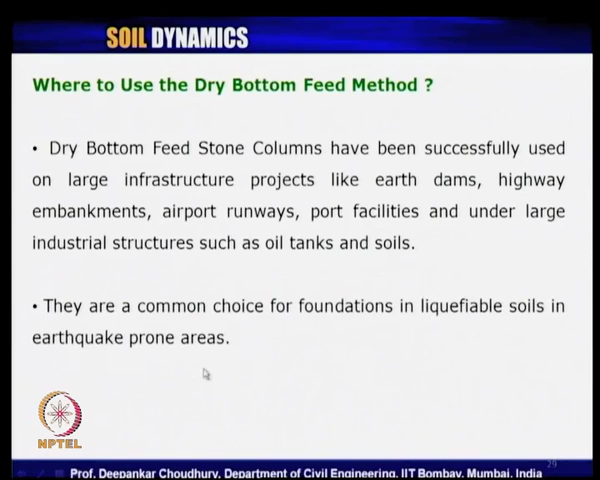 SOIL DYNAMICS
Where to Use the Dry Bottom Feed Method ?
• Dry Bottom Feed Stone Columns have been successfully used
on large infrastructure projects like earth dams, highway
embankments, airport runways, port facilities and under large
industrial structures such as oil tanks and soils.
• They are a common choice for foundations in liquefiable soils in
earthquake prone areas.
NPTEL
29
Prof. Deepankar Choudhury, Department of Civil Engineering, IIT Bombay, Mumbai, India